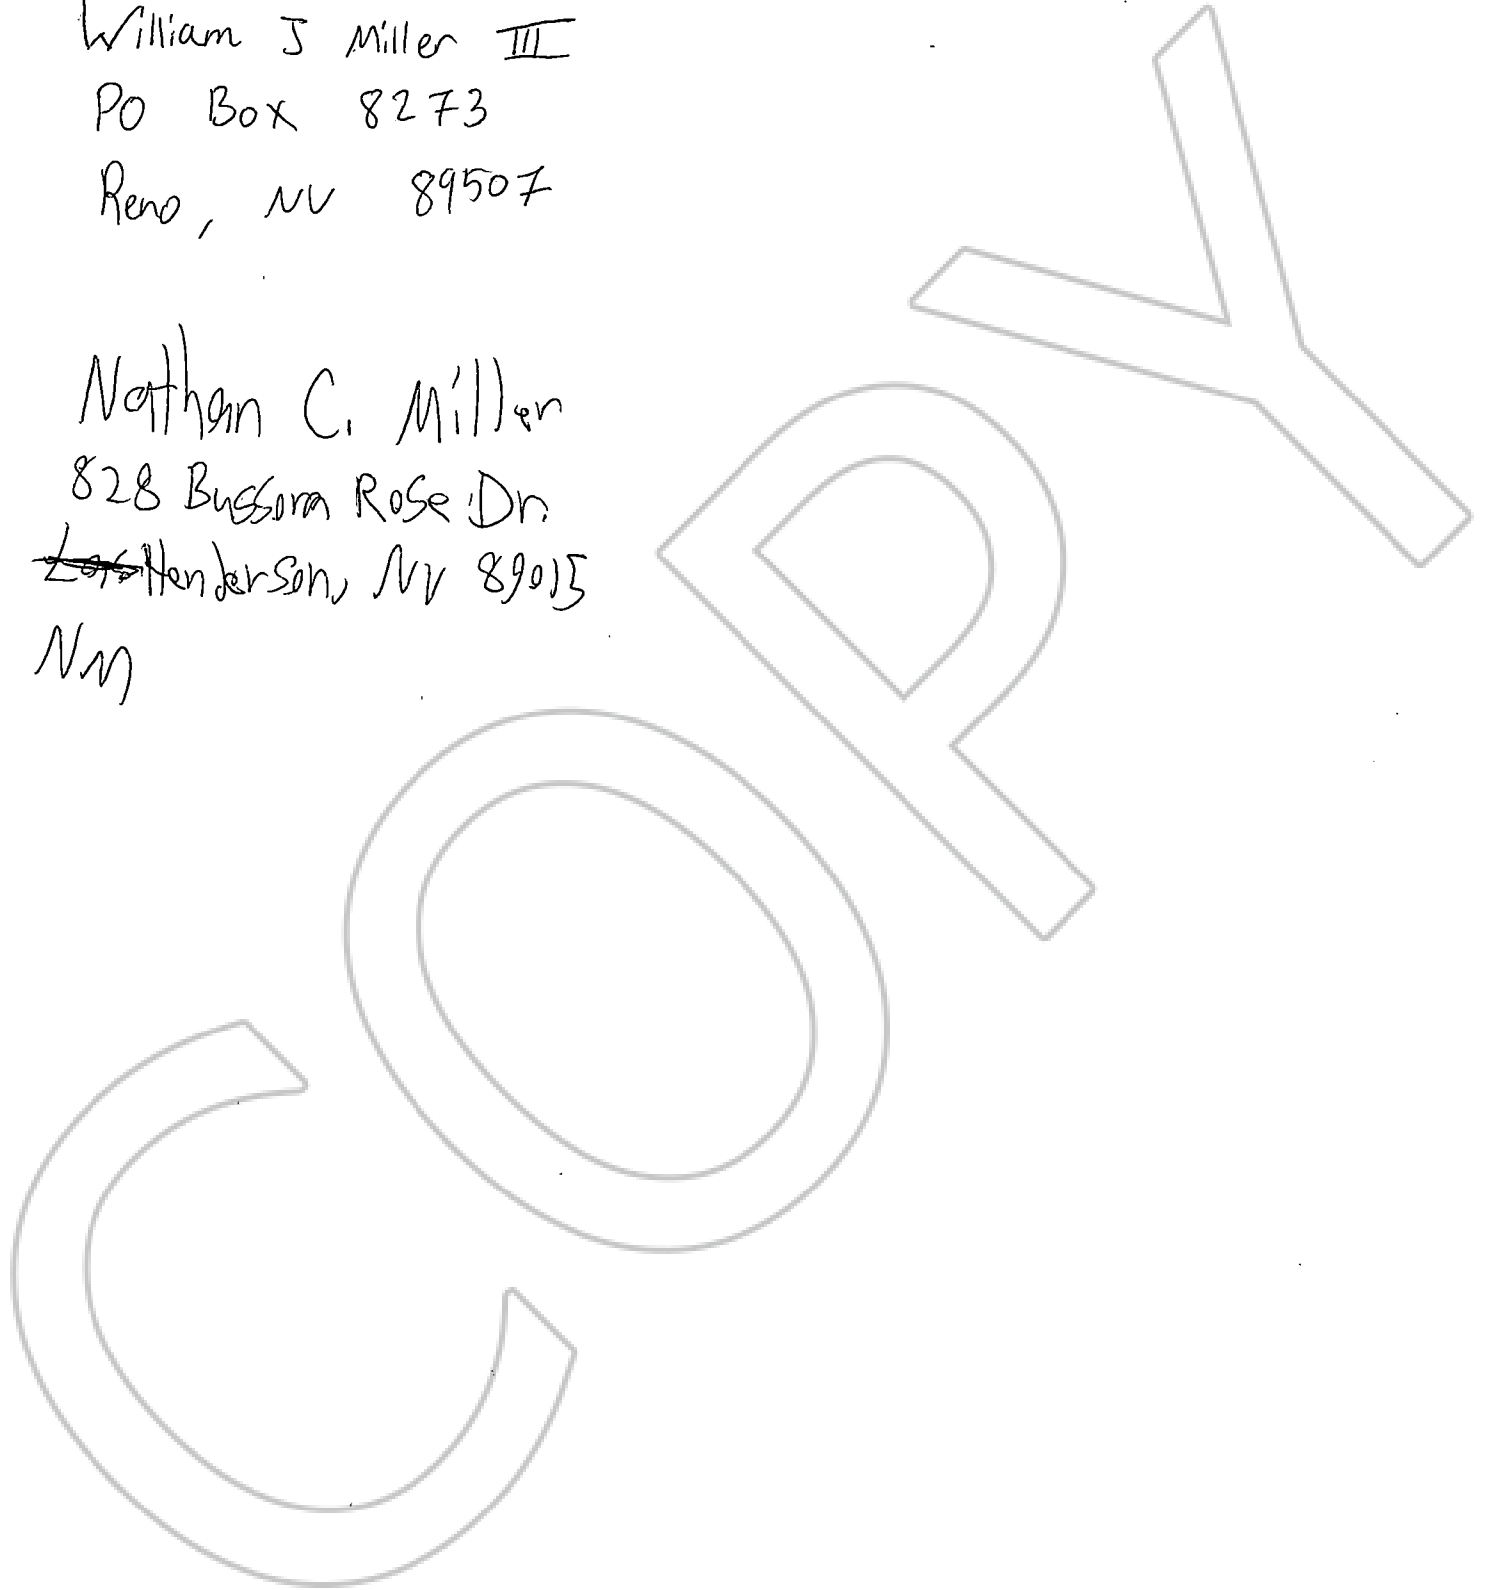 William J Miller III
PO Box 8273
Reno, NV 89507
Nathan C. Miller
828 Bussora Rose Dr.
Las Henderson, NV 89015
NM
COPY